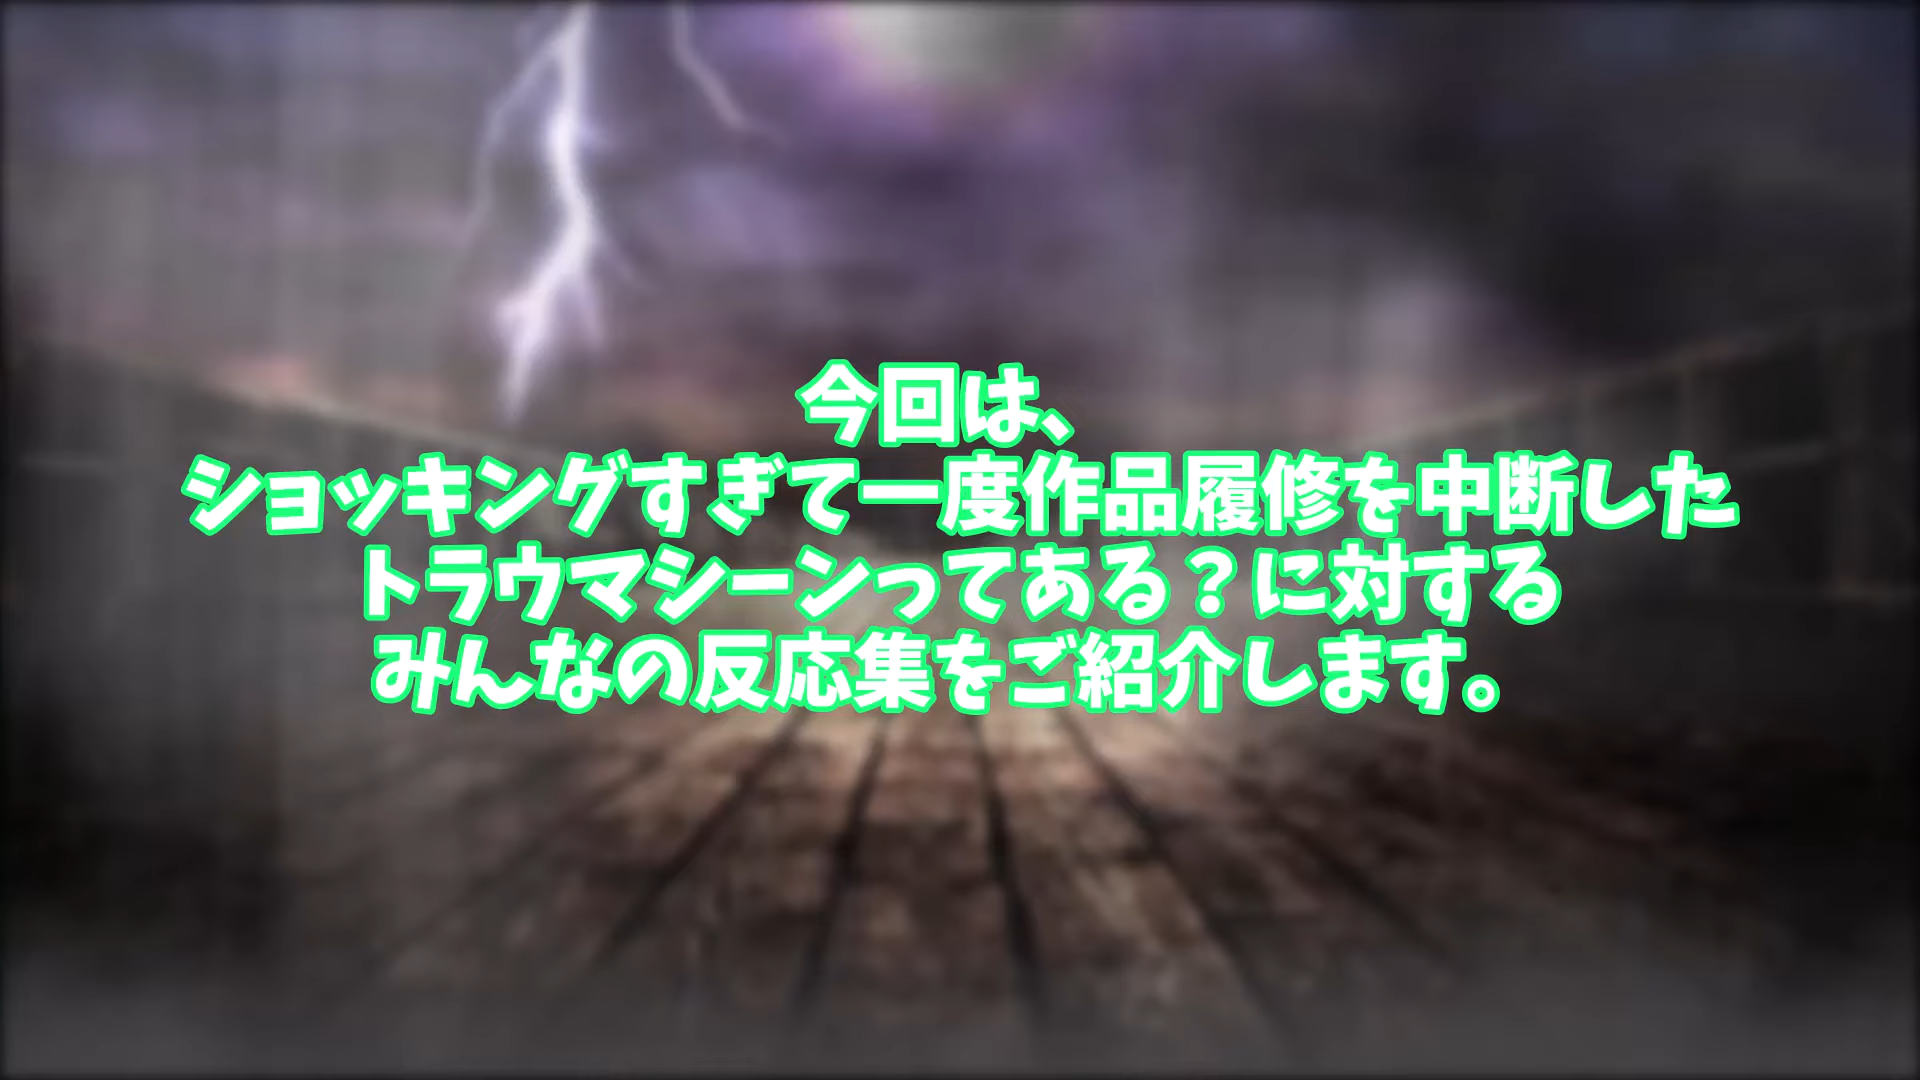 今回は、
ショッキングすぎて一度作品履修を中断した
トラウマシーンってある？に対する
みんなの反応集をご紹介します。